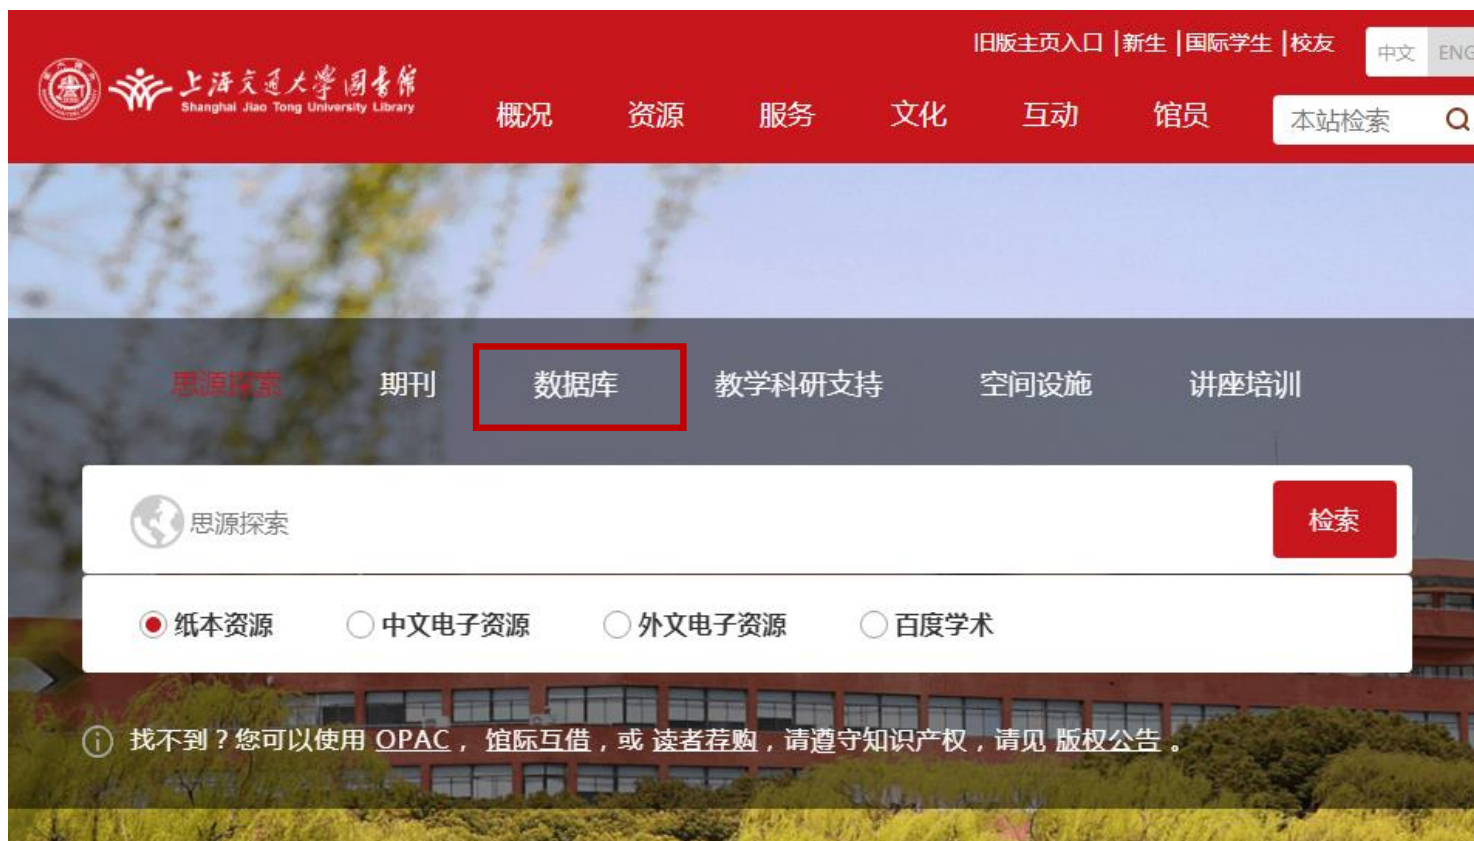 旧版主页入口 | 新生 | 国际学生 | 校友
中文 ENG
上海交通大学图书馆
Shanghai Jiao Tong University Library
概况 资源 服务 文化 互动 馆员
本站检索
思源探索 期刊 数据库 教学科研支持 空间设施 讲座培训
思源探索
检索
纸本资源 中文电子资源 外文电子资源 百度学术
找不到？您可以使用 OPAC，馆际互借，或 读者荐购，请遵守知识产权，请见 版权公告 。